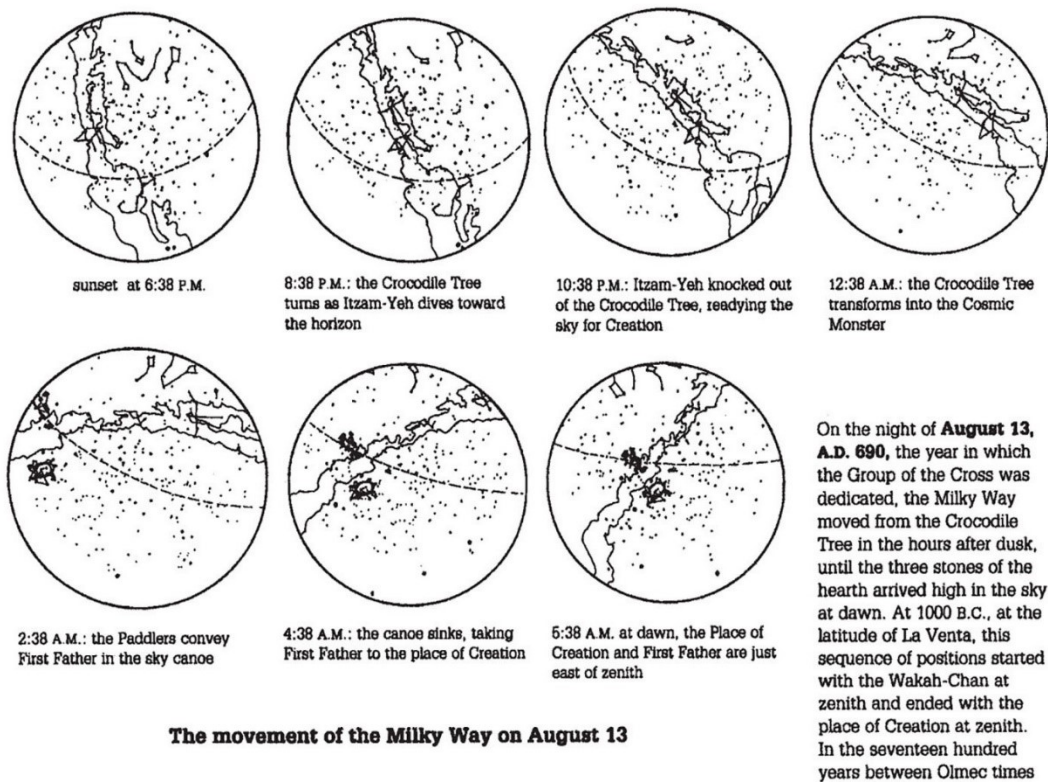 sunset at 6:38 P.M.
8:38 P.M.: the Crocodile Tree
turns as Itzam-Yeh dives toward
the horizon
10:38 P.M.: Itzam-Yeh knocked out
of the Crocodile Tree, readying the
sky for Creation
12:38 A.M.: the Crocodile Tree
transforms into the Cosmic
Monster
2:38 A.M.: the Paddlers convey
First Father in the sky canoe
4:38 A.M.: the canoe sinks, taking
First Father to the place of Creation
5:38 A.M. at dawn, the Place of
Creation and First Father are just
east of zenith
On the night of August 13,
A.D. 690, the year in which
the Group of the Cross was
dedicated, the Milky Way
moved from the Crocodile
Tree in the hours after dusk,
until the three stones of the
hearth arrived high in the sky
at dawn. At 1000 B.C., at the
latitude of La Venta, this
sequence of positions started
with the Wakah-Chan at
zenith and ended with the
place of Creation at zenith.
In the seventeen hundred
years between Olmec times
The movement of the Milky Way on August 13